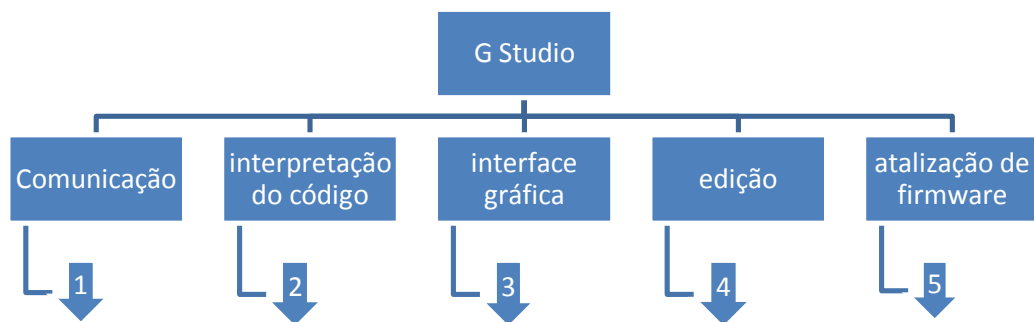 G Studio
Comunicação
interpretação
do código
interface
gráfica
edição
atalização de
firmware
1
2
3
4
5